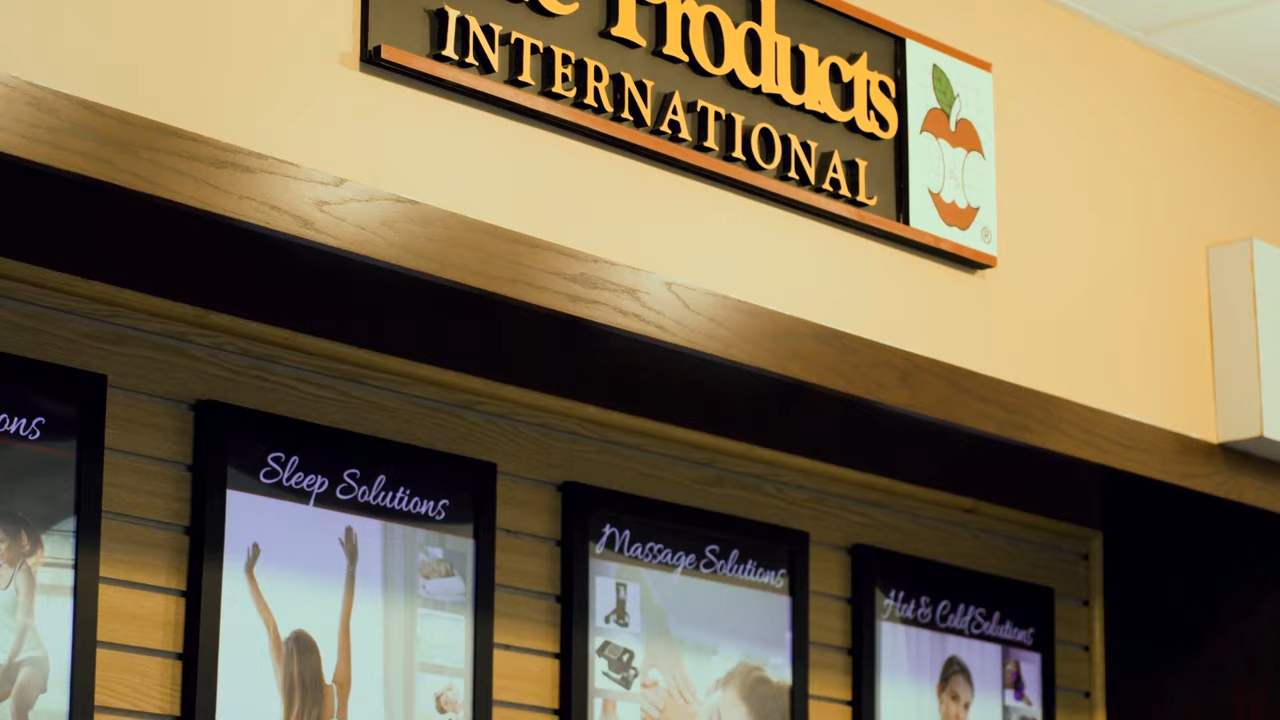 Products
INTERNATIONAL
®
Sleep Solutions
Massage Solutions
Hot & Cold Solutions